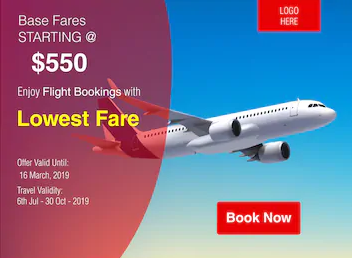 Base Fares
STARTING @
$550
Enjoy Flight Bookings with
Lowest Fare
Offer Valid Until:
16 March, 2019
Travel Validity:
6th Jul - 30 Oct - 2019
LOGO
HERE
Book Now